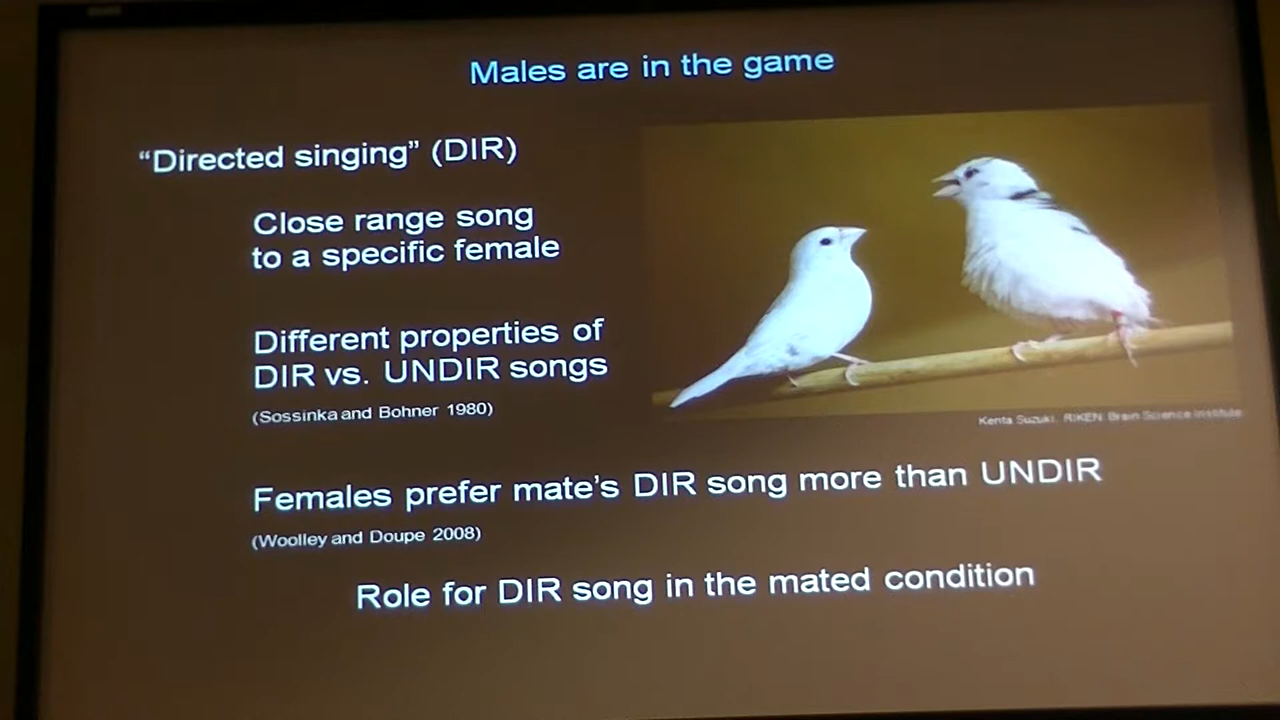 Males are in the game
“Directed singing” (DIR)
Close range song
to a specific female
Different properties of
DIR vs. UNDIR songs
(Sossinka and Bohner 1980)
Kenta Suzuki, RIKEN Brain Science Institute
Females prefer mate’s DIR song more than UNDIR
(Woolley and Doupe 2008)
Role for DIR song in the mated condition